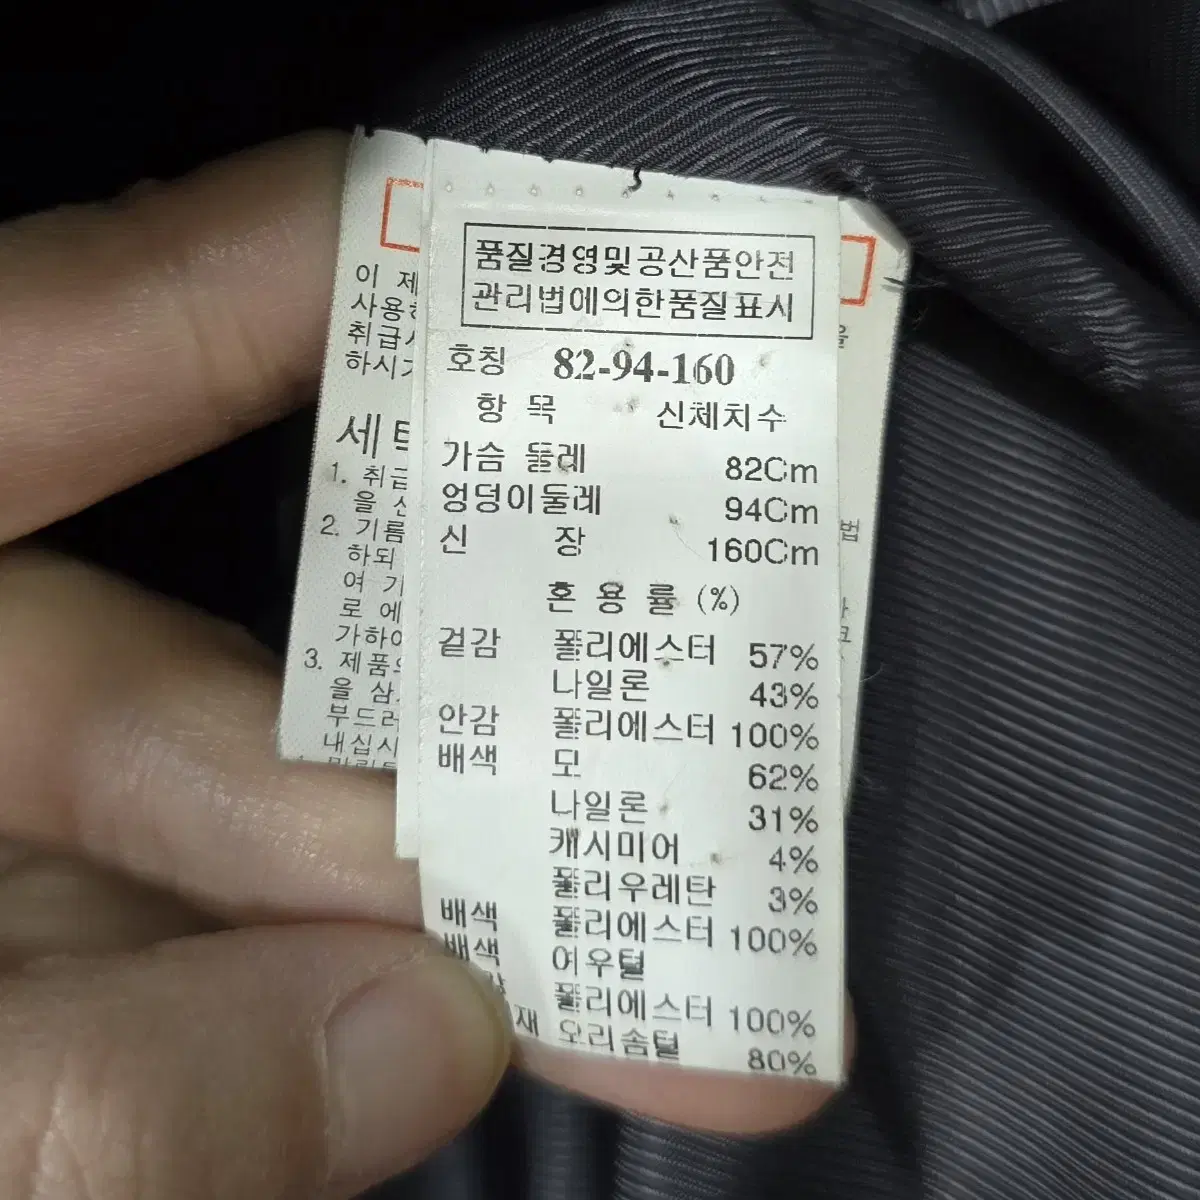 품질경영및공산품안전
관리법에의한품질표시
호칭 82-94-160
항 목 신체치수
가슴 둘레 82Cm
엉덩이둘레 94Cm
신 장 160Cm
혼 용 률 (%)
겉감 폴리에스터 57%
나일론 43%
안감 폴리에스터 100%
배색 모 62%
나일론 31%
캐시미어 4%
폴리우레탄 3%
배색 폴리에스터 100%
배색 여우털
폴리에스터 100%
재 오리솜털 80%
이 제
사용
취급
하시
세
1. 취급
을
2. 기름
하되
여 기
로 에
가하
3. 제품
을 삼
부드러
내십시
법